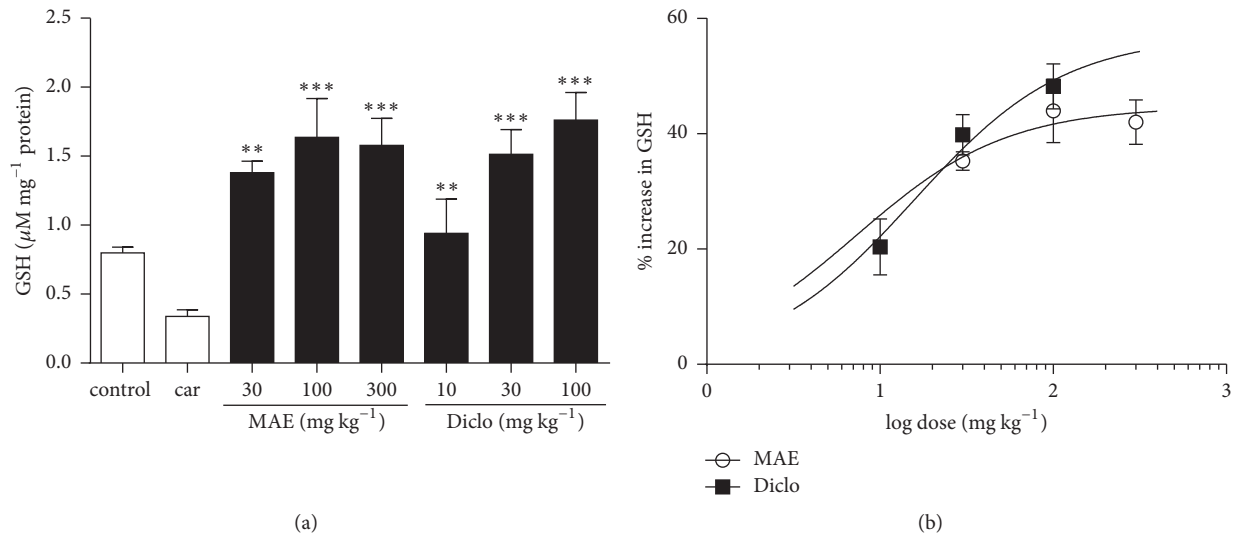 2.5
2.0
1.5
1.0
0.5
0.0
GSH (μM mg⁻¹ protein)
**
***
***
**
***
***
control car 30 100 300 10 30 100
MAE (mg kg⁻¹) Diclo (mg kg⁻¹)
(a)
60
40
20
0
% increase in GSH
0 1 2 3
log dose (mg kg⁻¹)
MAE
Diclo
(b)